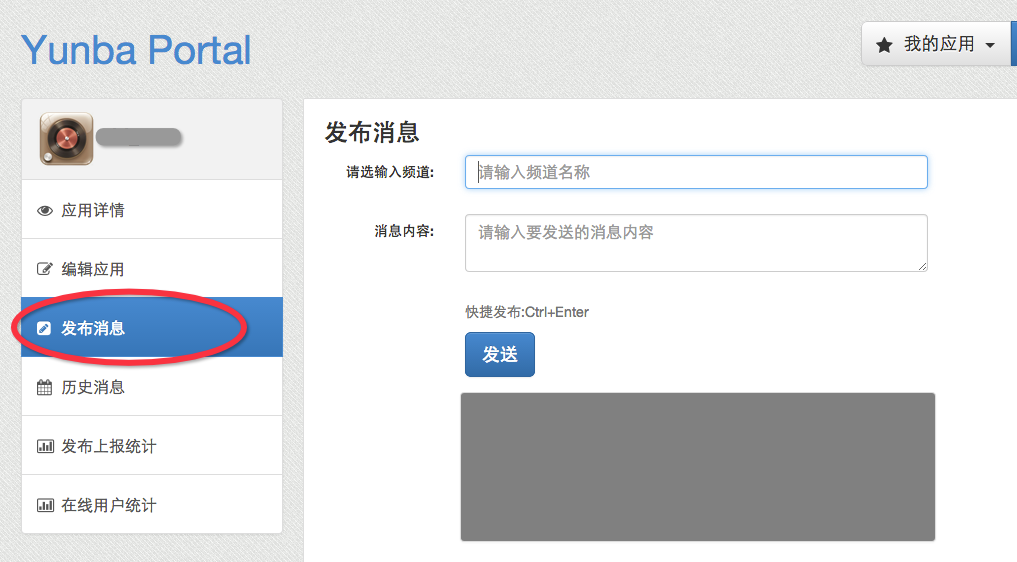 Yunba Portal
我的应用
应用详情
编辑应用
发布消息
历史消息
发布上报统计
在线用户统计
发布消息
请选输入频道:
请输入频道名称
消息内容:
请输入要发送的消息内容
快捷发布:Ctrl+Enter
发送